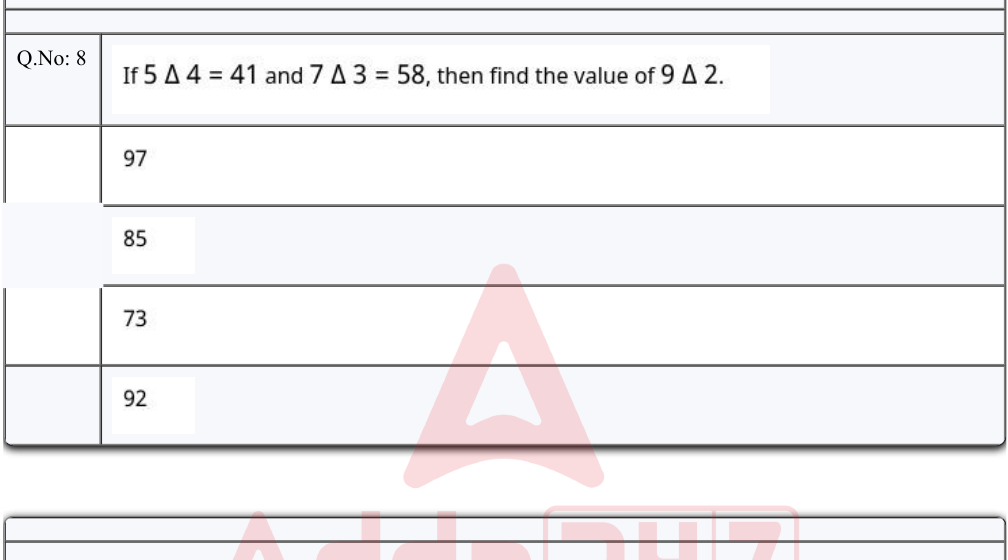 Q.No: 8
If 5 Δ 4 = 41 and 7 Δ 3 = 58, then find the value of 9 Δ 2.
97
85
73
92